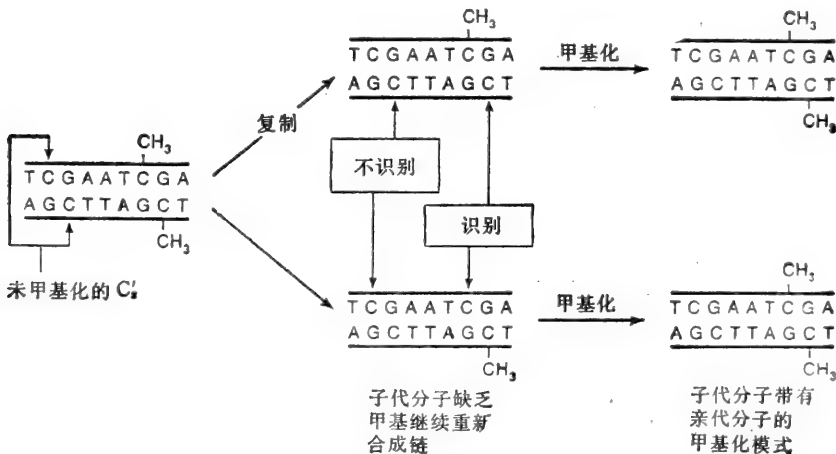 CH₃
TCGAATCGA
AGCTTAGCT
CH₃
未甲基化的 C's
复制
CH₃
TCGAATCGA
AGCTTAGCT
不识别
识别
TCGAATCGA
AGCTTAGCT
CH₃
子代分子缺乏
甲基继续重新
合成链
甲基化
甲基化
CH₃
TCGAATCGA
AGCTTAGCT
CH₃
CH₃
TCGAATCGA
AGCTTAGCT
CH₃
子代分子带有
亲代分子的
甲基化模式